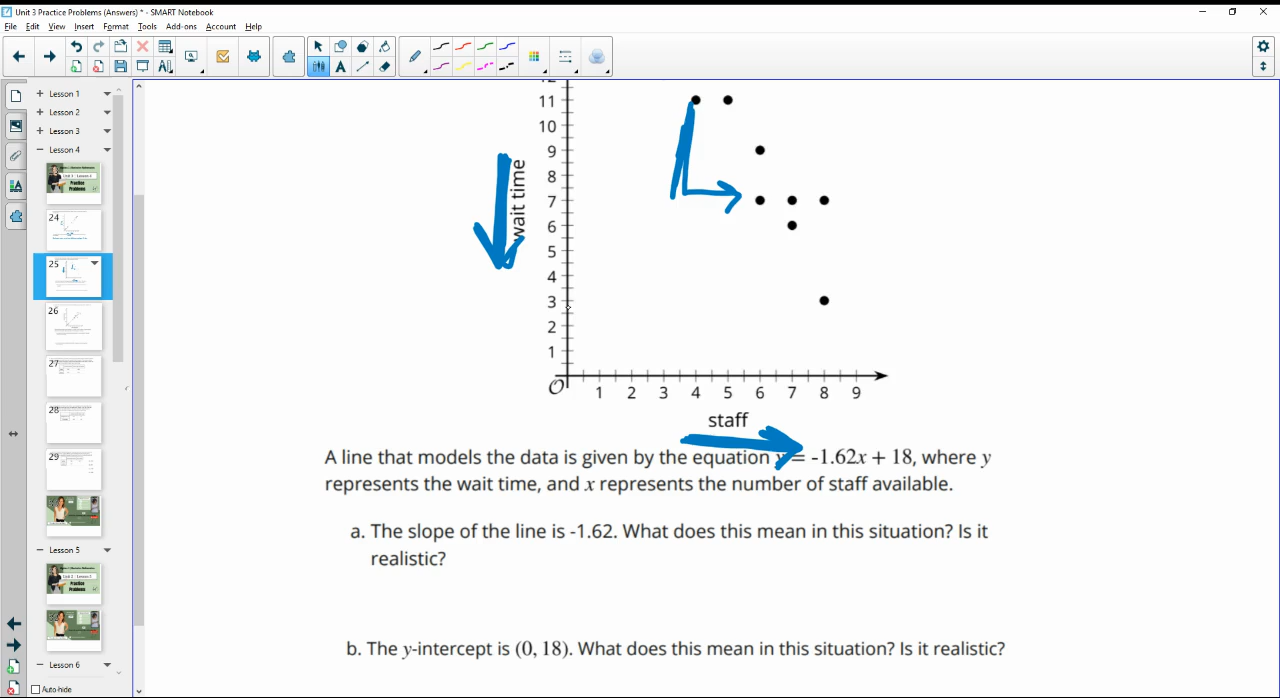 Unit 3 Practice Problems (Answers) * - SMART Notebook
File Edit View Insert Format Tools Add-ons Account Help
Lesson 1
Lesson 2
Lesson 3
Lesson 4
24
25
26
27
28
29
Lesson 5
Lesson 6
Auto-hide
11
10
9
8
7
6
5
4
3
2
1
wait time
O
1 2 3 4 5 6 7 8 9
staff
A line that models the data is given by the equation y = -1.62x + 18, where y
represents the wait time, and x represents the number of staff available.
a. The slope of the line is -1.62. What does this mean in this situation? Is it
realistic?
b. The y-intercept is (0, 18). What does this mean in this situation? Is it realistic?